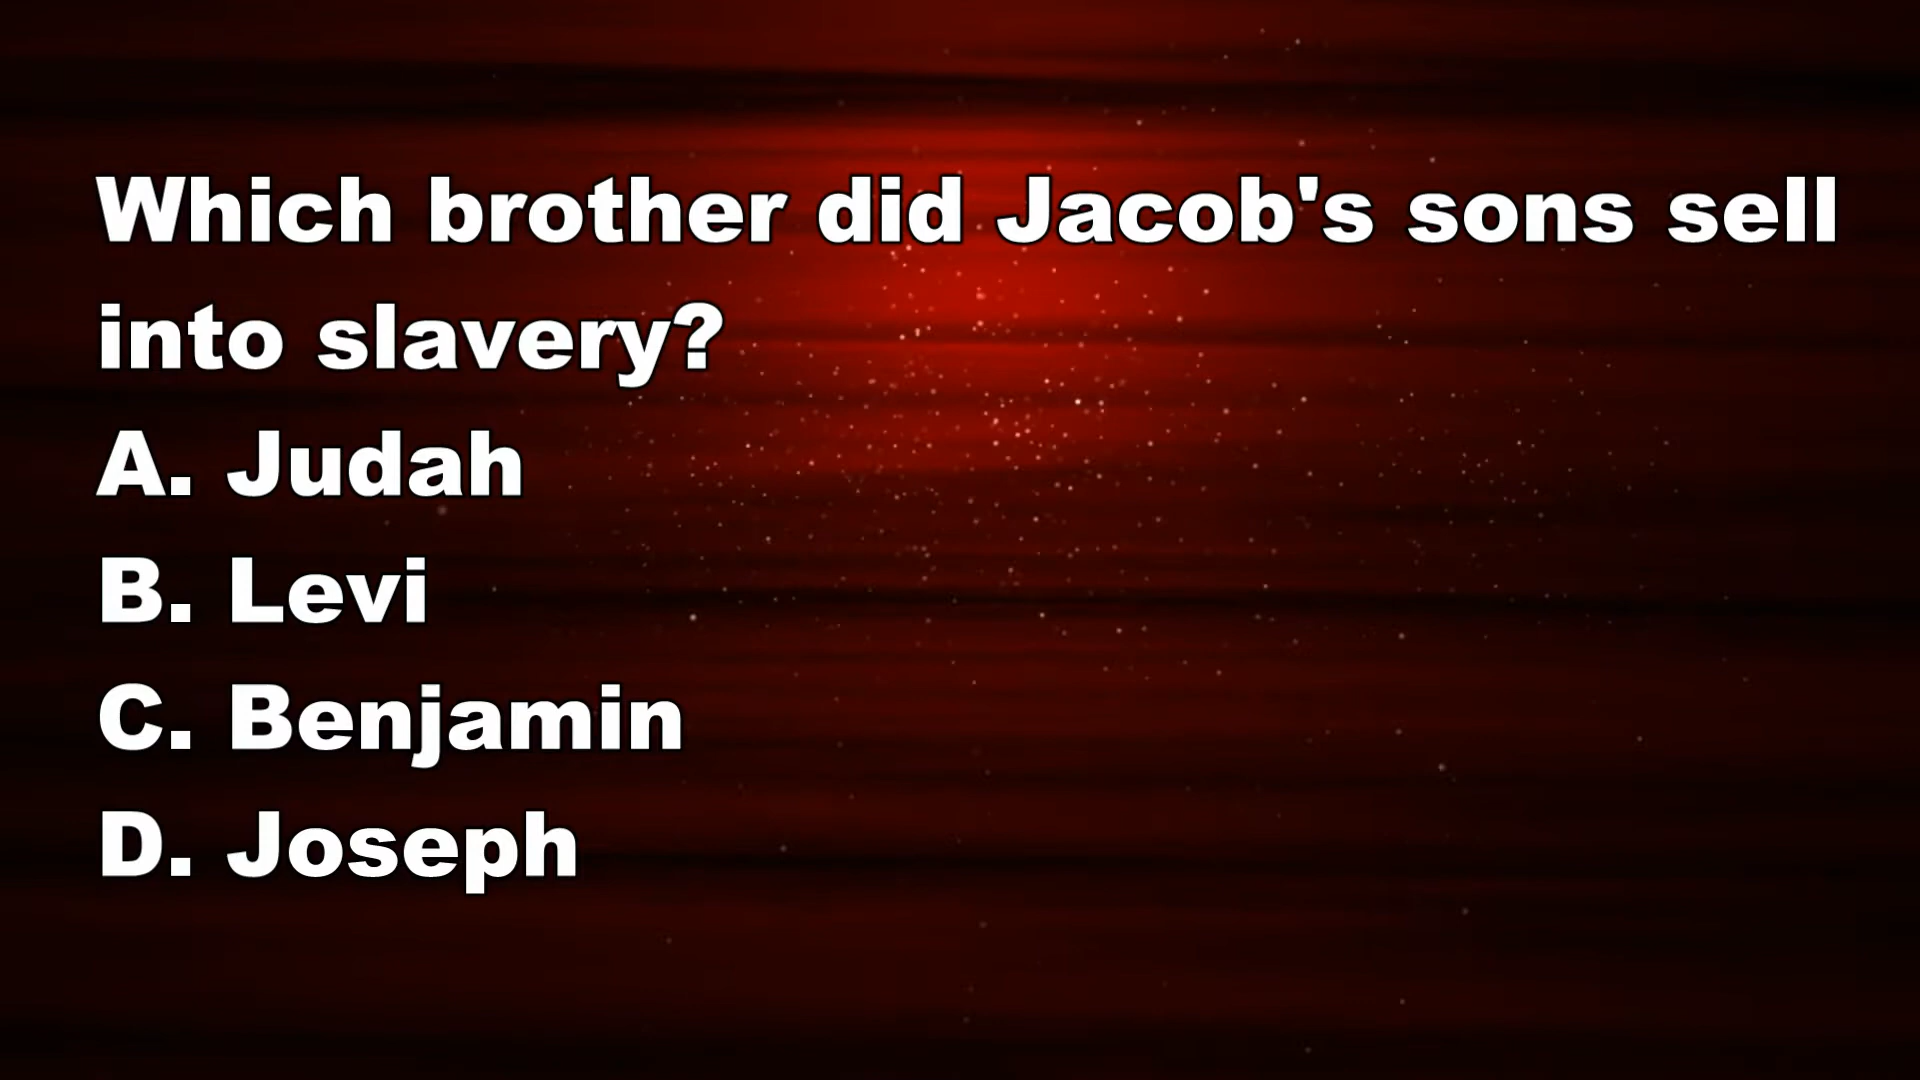 Which brother did Jacob's sons sell
into slavery?
A. Judah
B. Levi
C. Benjamin
D. Joseph